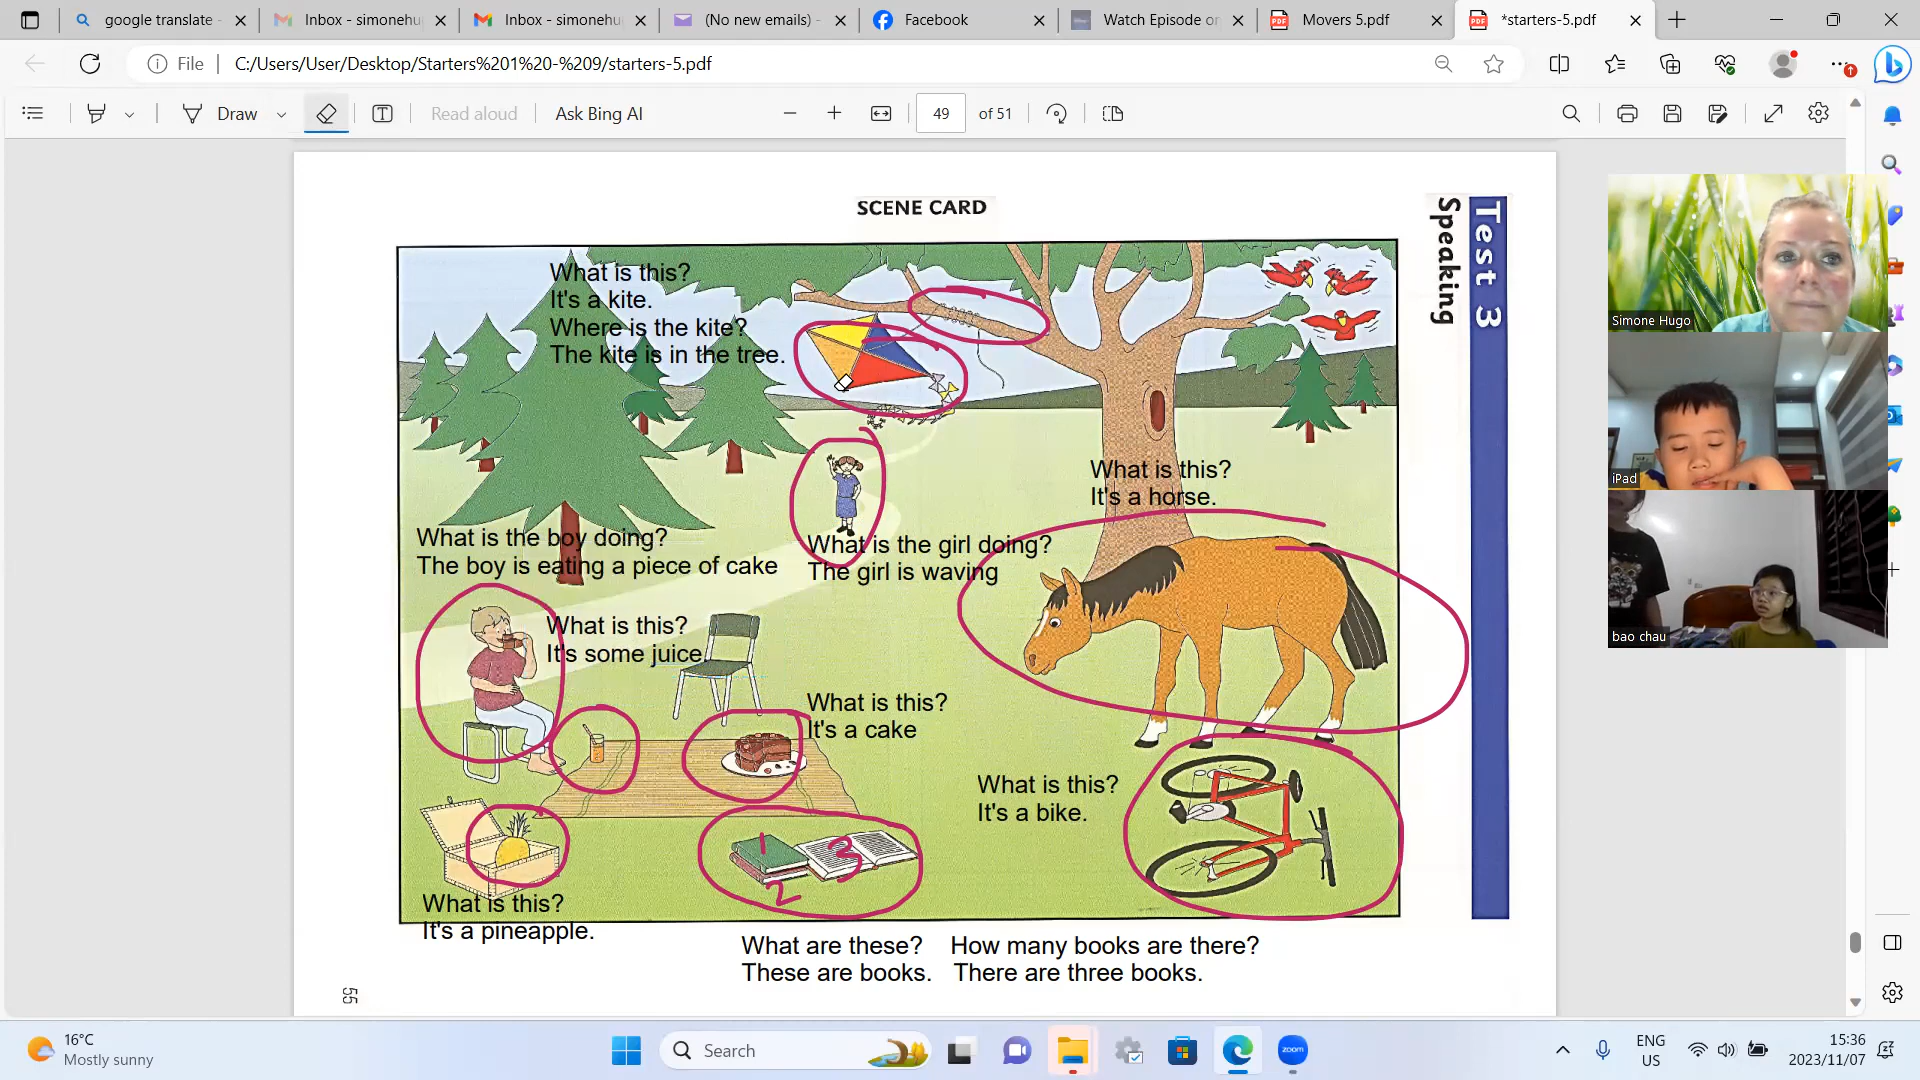 google translate -
Inbox - simonehu
Inbox - simonehu
(No new emails) -
Facebook
Watch Episode on
Movers 5.pdf
*starters-5.pdf
File
C:/Users/User/Desktop/Starters%201%20-%209/starters-5.pdf
Draw
Read aloud
Ask Bing AI
49
of 51
SCENE CARD
Test 3
Speaking
What is this?
It's a kite.
Where is the kite?
The kite is in the tree.
What is this?
It's a horse.
What is the boy doing?
The boy is eating a piece of cake
What is the girl doing?
The girl is waving
What is this?
It's some juice.
What is this?
It's a cake
What is this?
It's a bike.
1
2
3
What is this?
It's a pineapple.
What are these?
These are books.
How many books are there?
There are three books.
55
Simone Hugo
iPad
bao chau
16°C
Mostly sunny
Search
zoom
ENG
US
15:36
2023/11/07